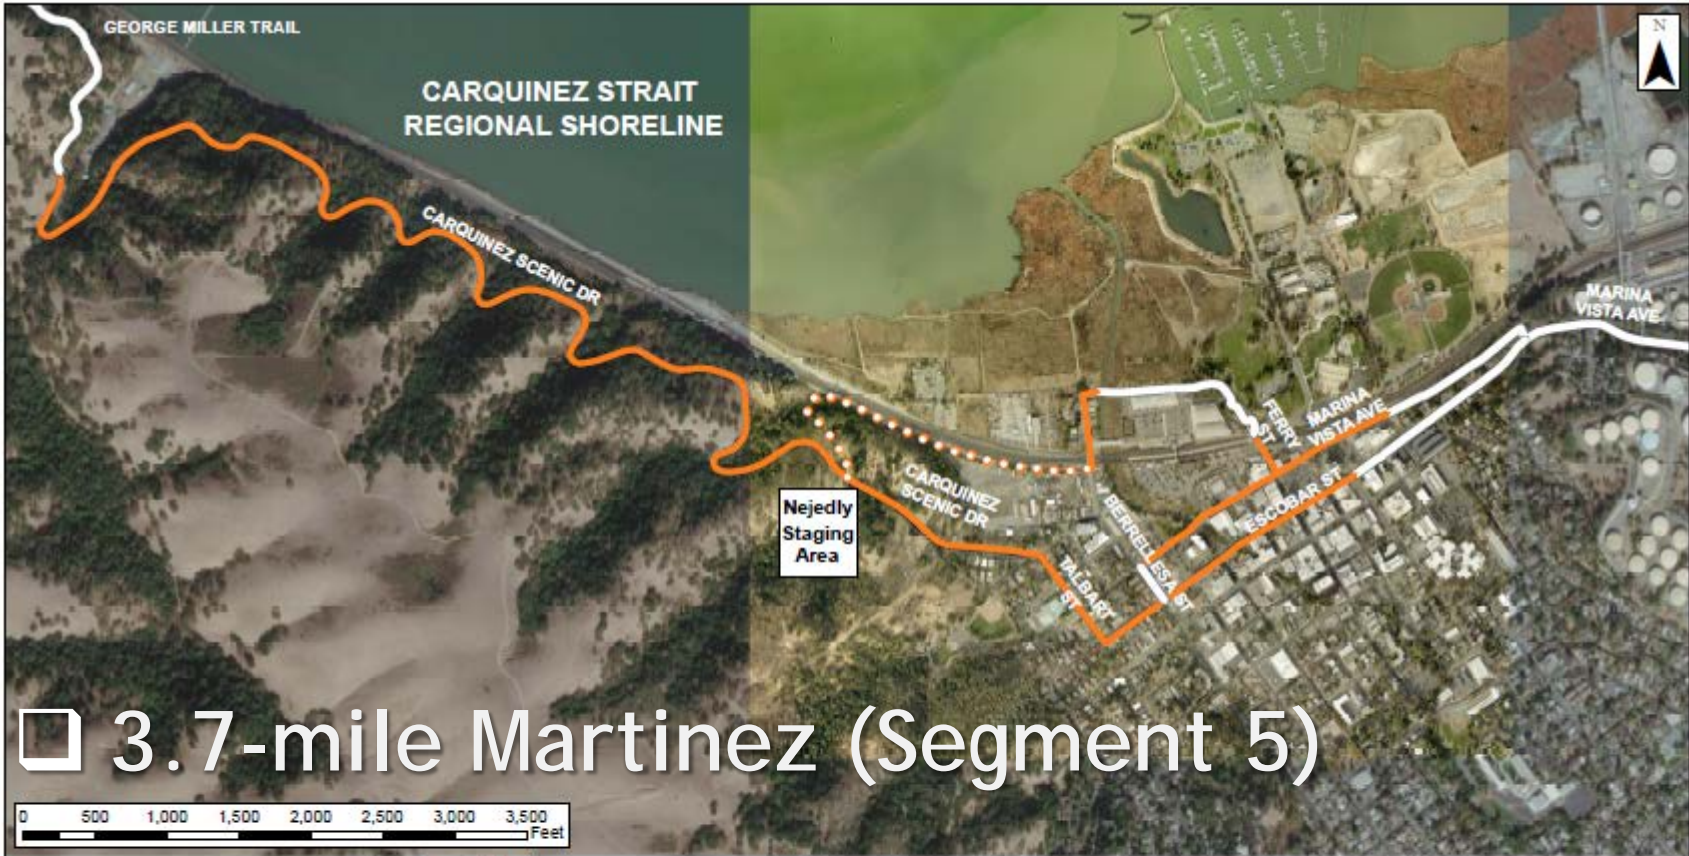 GEORGE MILLER TRAIL
N
CARQUINEZ STRAIT
REGIONAL SHORELINE
CARQUINEZ SCENIC DR
MARINA
VISTA AVE
FERRY
ST
MARINA
VISTA AVE
CARQUINEZ
SCENIC DR
BERRELLESA ST
ESCOBAR ST
Nejedly
Staging
Area
TALBART
ST
❑ 3.7-mile Martinez (Segment 5)
0 500 1,000 1,500 2,000 2,500 3,000 3,500
Feet